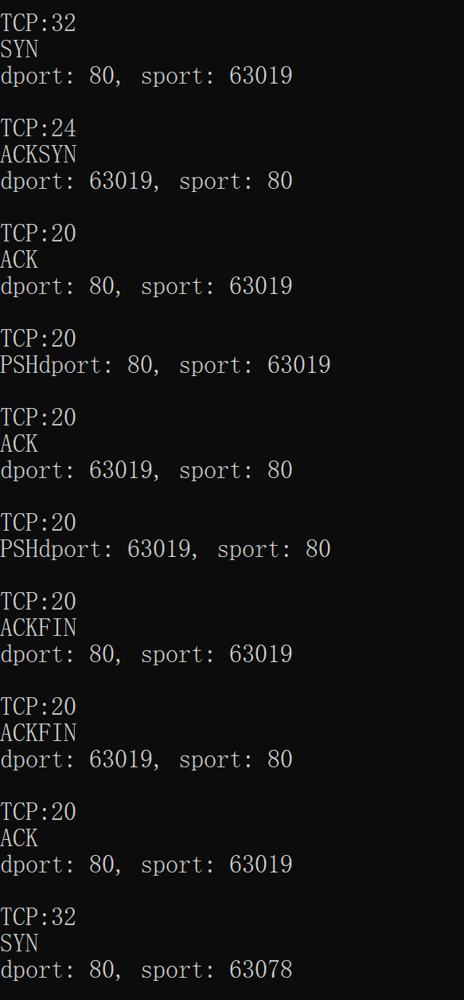 TCP:32
SYN
dport: 80, sport: 63019
TCP:24
ACKSYN
dport: 63019, sport: 80
TCP:20
ACK
dport: 80, sport: 63019
TCP:20
PSHdport: 80, sport: 63019
TCP:20
ACK
dport: 63019, sport: 80
TCP:20
PSHdport: 63019, sport: 80
TCP:20
ACKFIN
dport: 80, sport: 63019
TCP:20
ACKFIN
dport: 63019, sport: 80
TCP:20
ACK
dport: 80, sport: 63019
TCP:32
SYN
dport: 80, sport: 63078